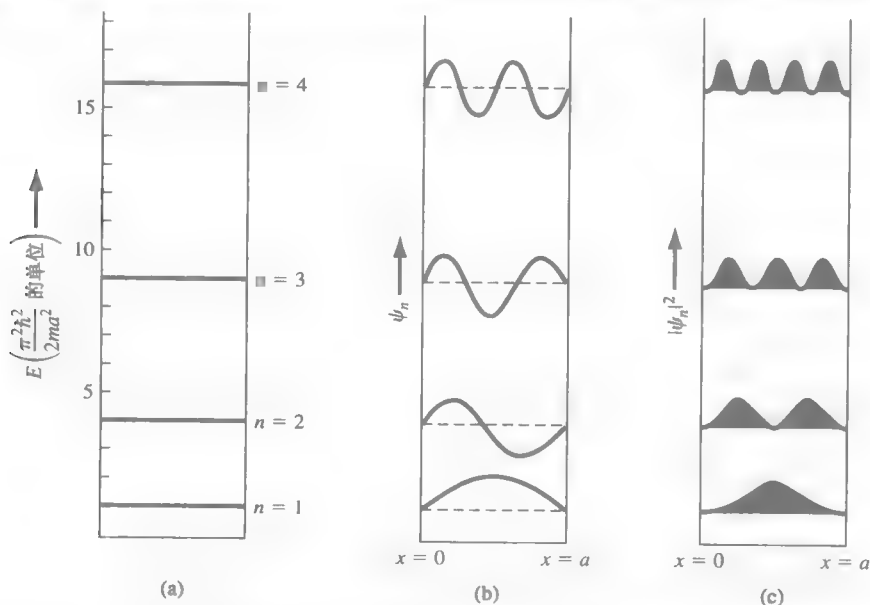 15
10
5
E (π²ħ²/2ma² 的单位)
■ = 4
■ = 3
n = 2
n = 1
(a)
ψₙ
x = 0
x = a
(b)
|ψₙ|²
x = 0
x = a
(c)